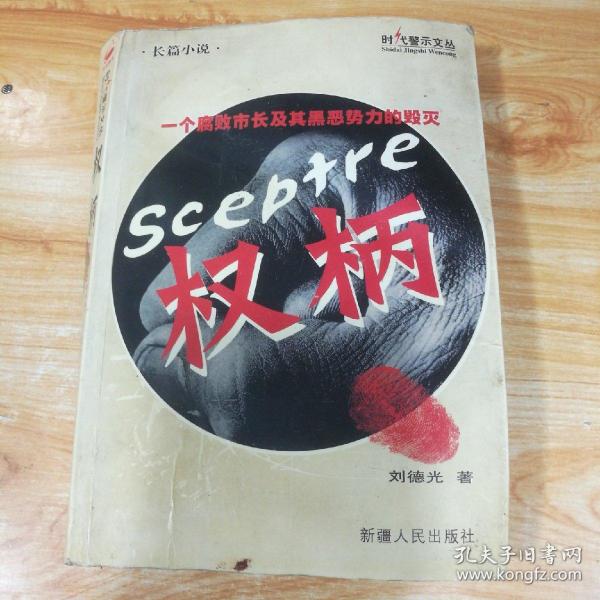 ·长篇小说·
时代警示文丛
Shidai Jingshi Wencong
一个腐败市长及其黑恶势力的毁灭
Sceptre
权柄
刘德光 著
新疆人民出版社
孔夫子旧书网
www.kongfz.com